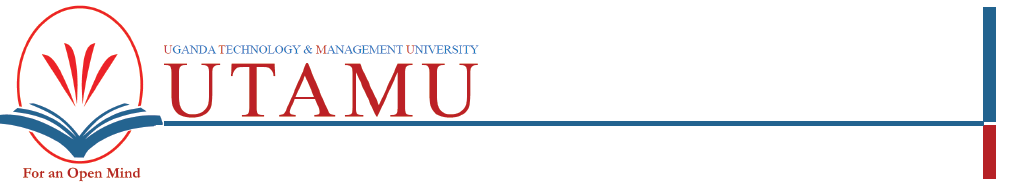 UGANDA TECHNOLOGY & MANAGEMENT UNIVERSITY
UTAMU
For an Open Mind